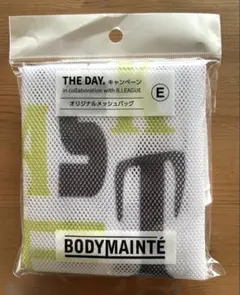 THE DAY. キャンペーン
in collaboration with B.LEAGUE
オリジナルメッシュバッグ
E
BODYMAINTÉ